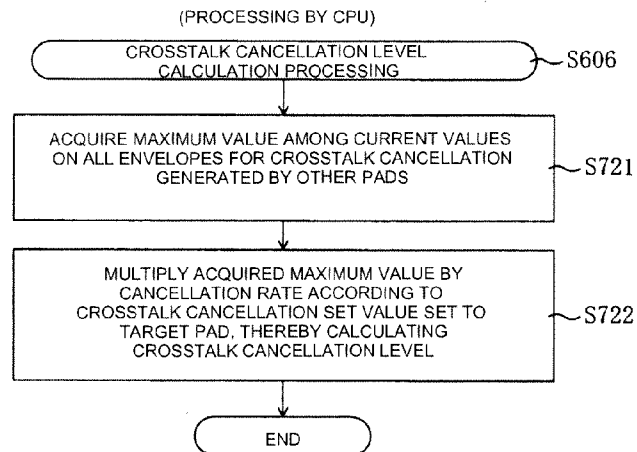 (PROCESSING BY CPU)
CROSSTALK CANCELLATION LEVEL
CALCULATION PROCESSING
S606
ACQUIRE MAXIMUM VALUE AMONG CURRENT VALUES
ON ALL ENVELOPES FOR CROSSTALK CANCELLATION
GENERATED BY OTHER PADS
S721
MULTIPLY ACQUIRED MAXIMUM VALUE BY
CANCELLATION RATE ACCORDING TO
CROSSTALK CANCELLATION SET VALUE SET TO
TARGET PAD, THEREBY CALCULATING
CROSSTALK CANCELLATION LEVEL
S722
END